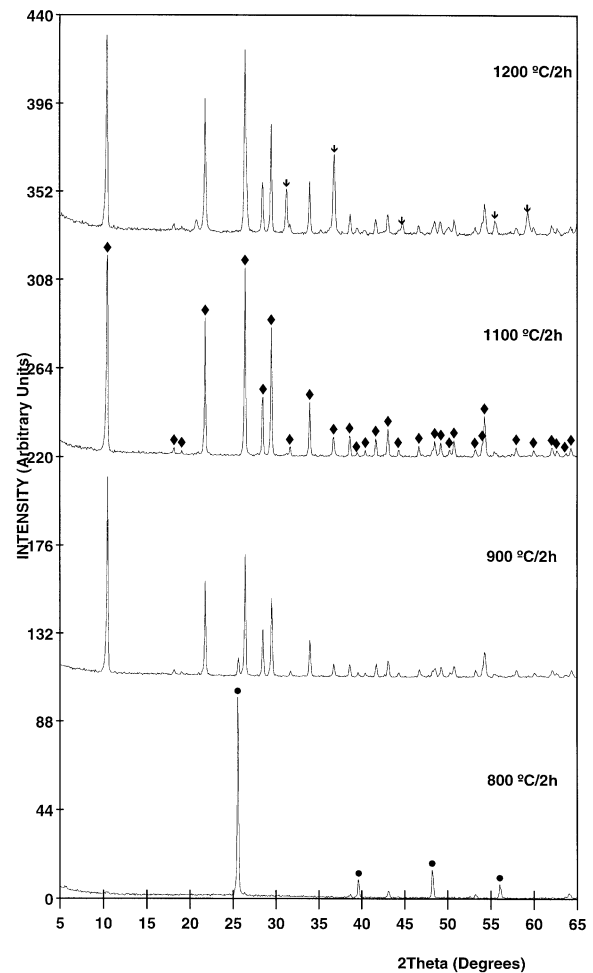 440
1200 ºC/2h
396
352
308
1100 ºC/2h
264
INTENSITY (Arbitrary Units)
220
176
900 ºC/2h
132
88
800 ºC/2h
44
0
5 10 15 20 25 30 35 40 45 50 55 60 65
2Theta (Degrees)